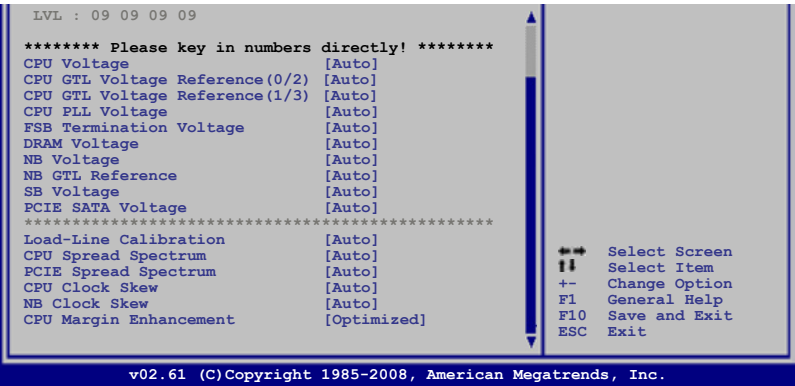 LVL : 09 09 09 09
******** Please key in numbers directly! ********
CPU Voltage [Auto]
CPU GTL Voltage Reference(0/2) [Auto]
CPU GTL Voltage Reference(1/3) [Auto]
CPU PLL Voltage [Auto]
FSB Termination Voltage [Auto]
DRAM Voltage [Auto]
NB Voltage [Auto]
NB GTL Reference [Auto]
SB Voltage [Auto]
PCIE SATA Voltage [Auto]
*************************************************
Load-Line Calibration [Auto]
CPU Spread Spectrum [Auto]
PCIE Spread Spectrum [Auto]
CPU Clock Skew [Auto]
NB Clock Skew [Auto]
CPU Margin Enhancement [Optimized]
←→ Select Screen
↑↓ Select Item
+- Change Option
F1 General Help
F10 Save and Exit
ESC Exit
v02.61 (C)Copyright 1985-2008, American Megatrends, Inc.